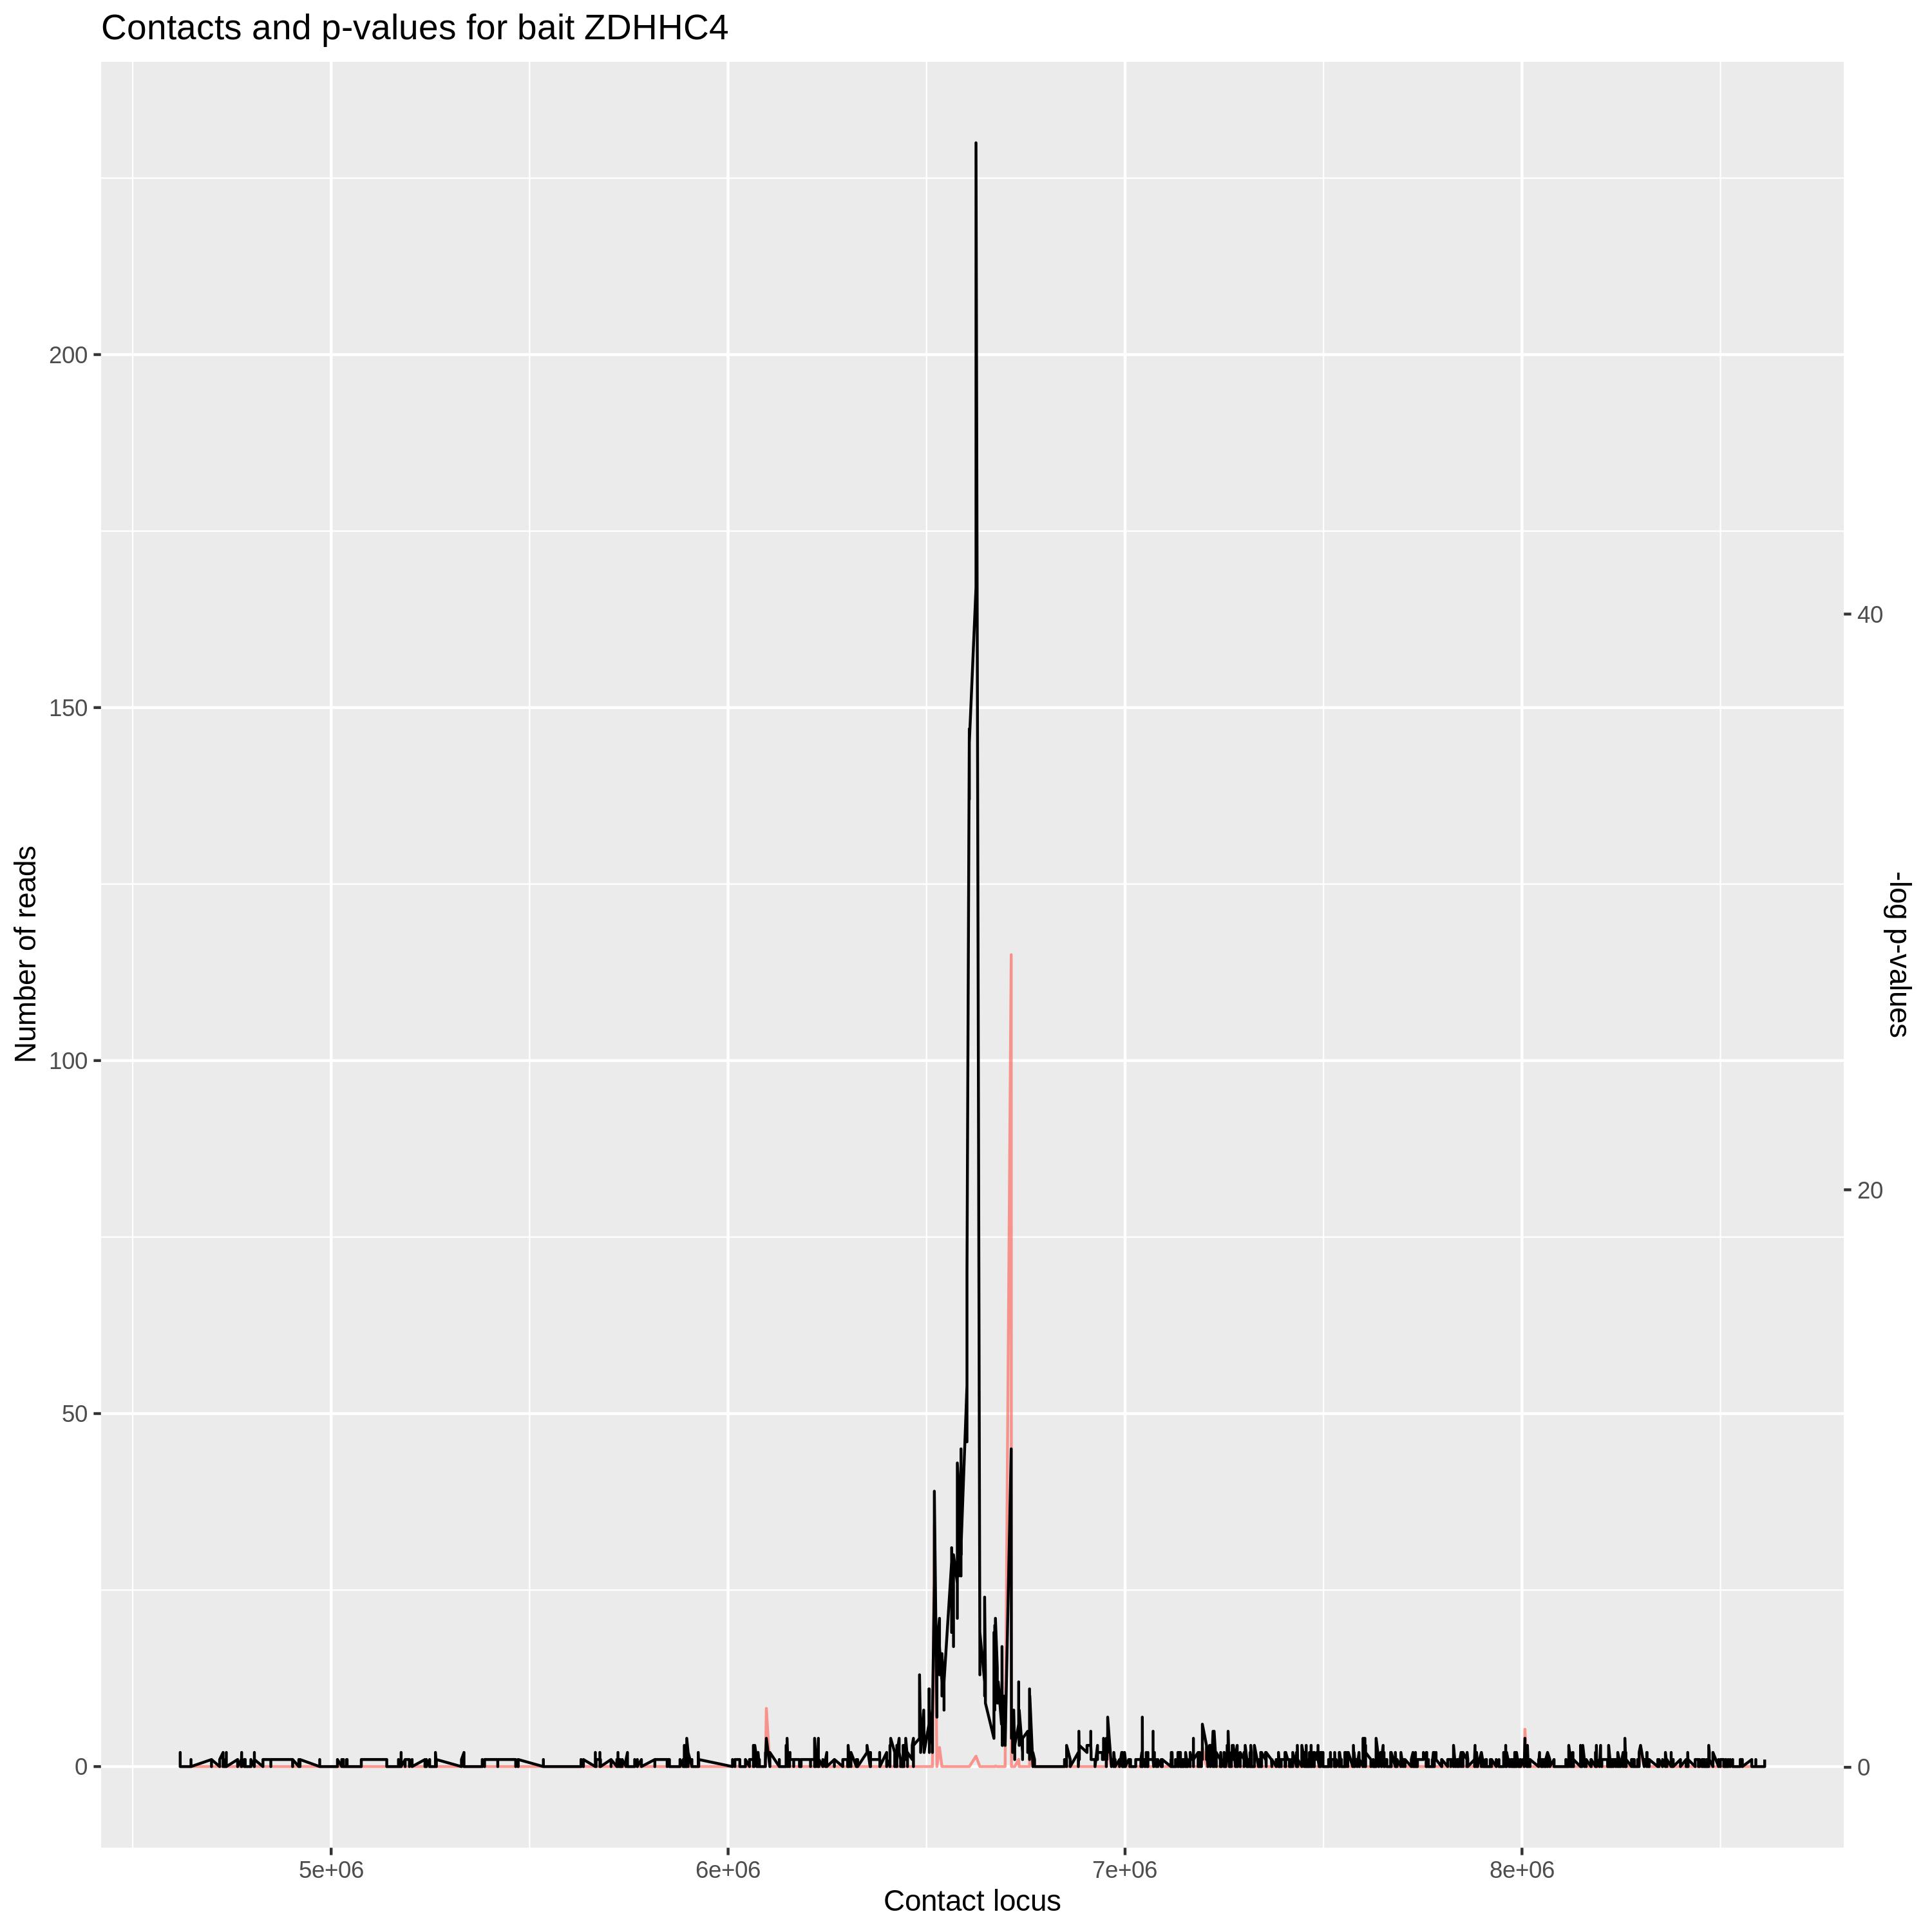 Contacts and p-values for bait ZDHHC4
Number of reads
200
150
100
50
0
40
20
0
-log p-values
5e+06 6e+06 7e+06 8e+06
Contact locus